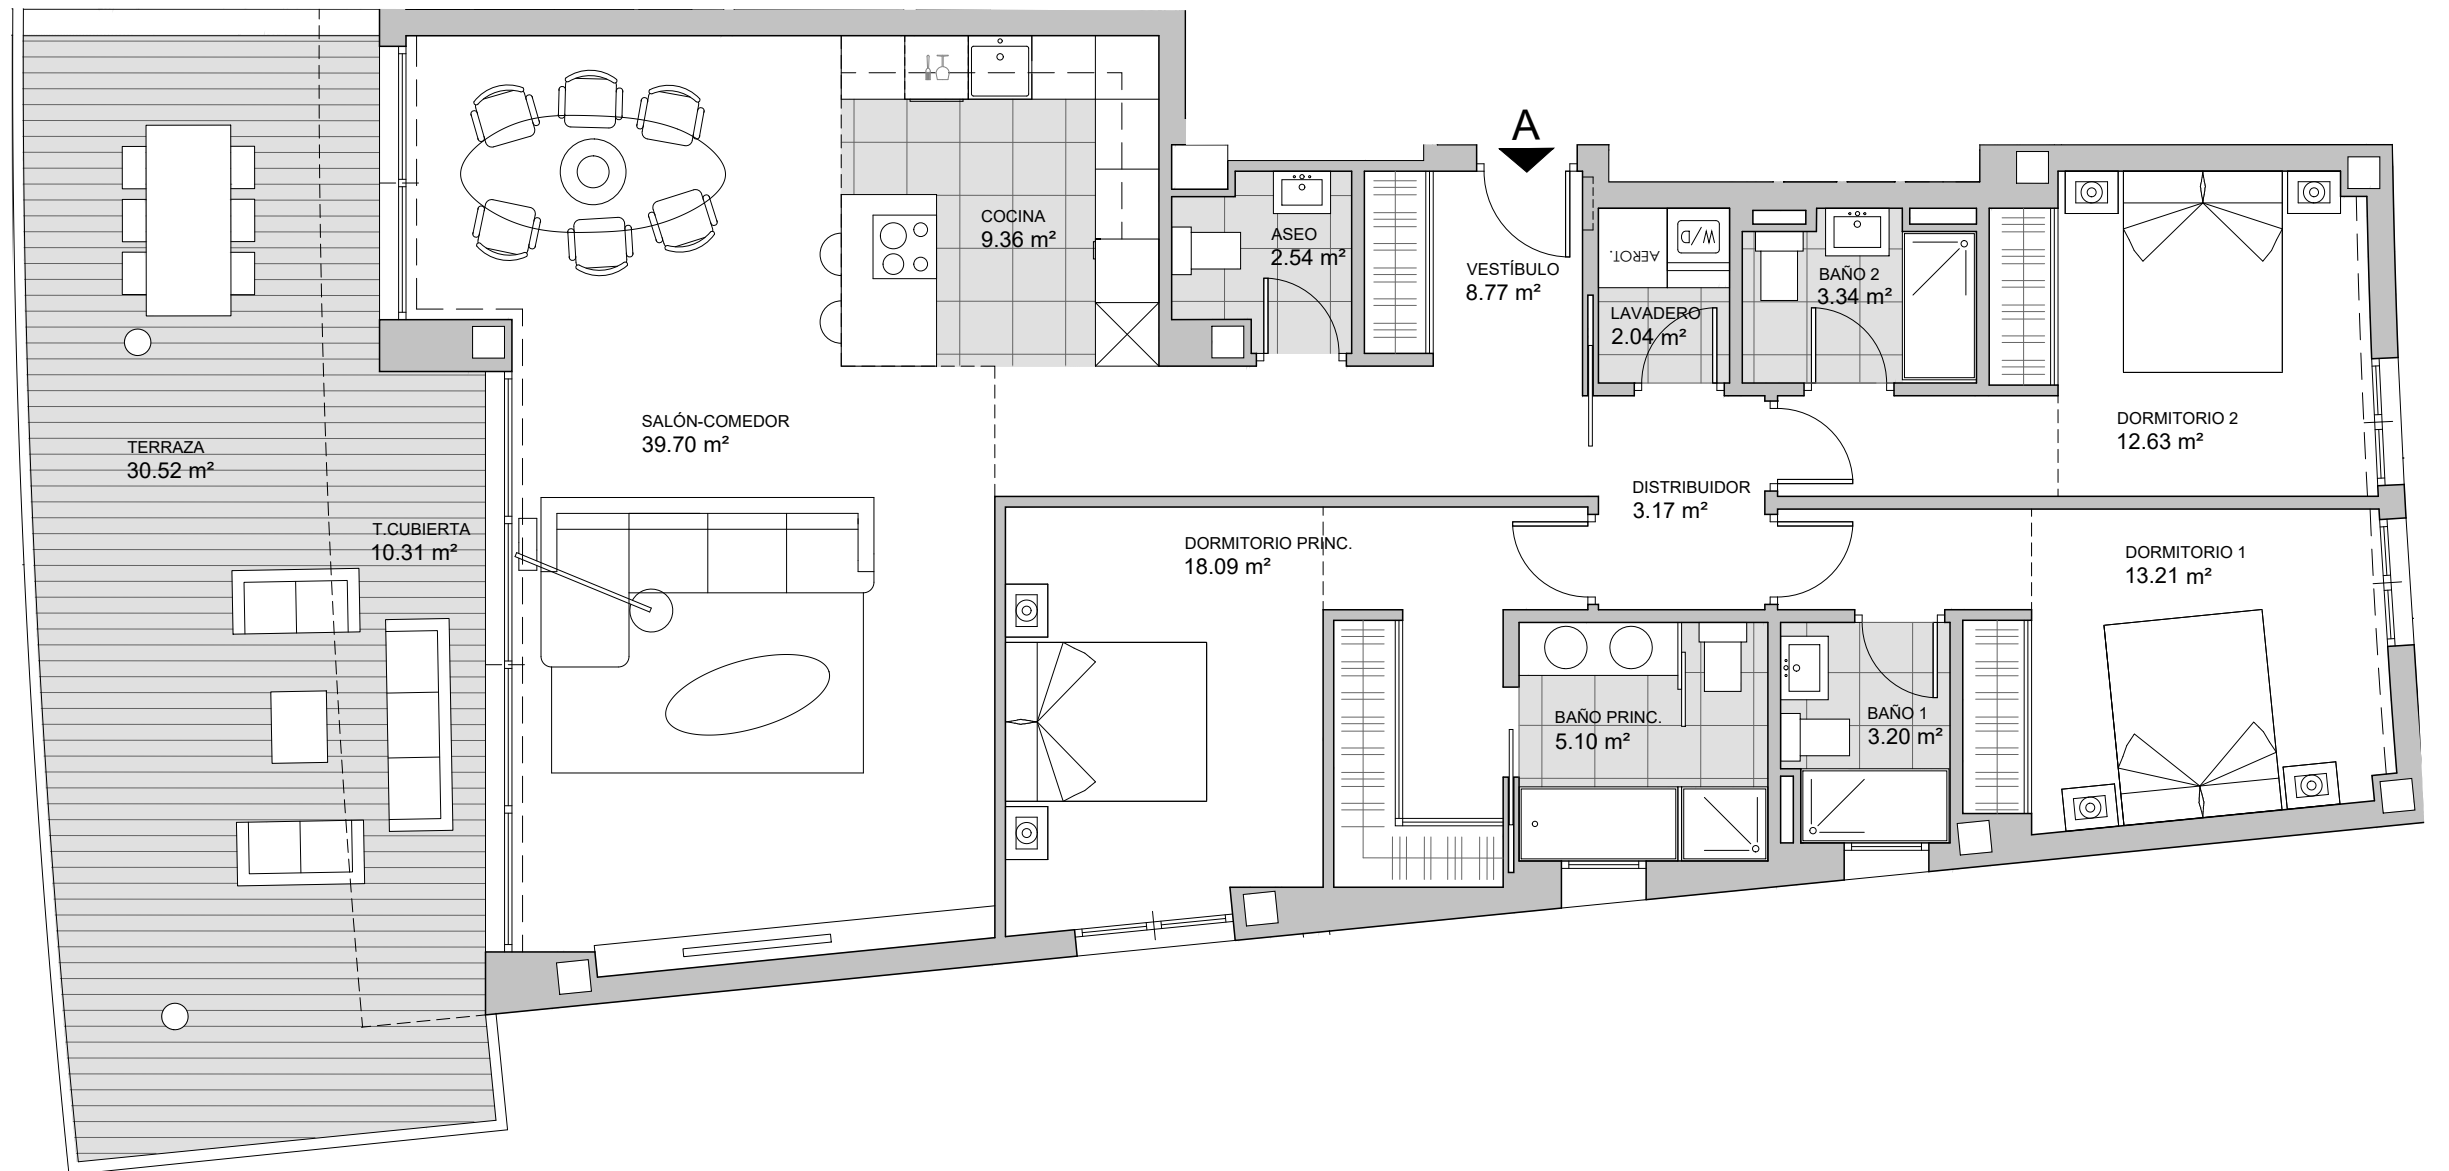 A
COCINA
9.36 m²
ASEO
2.54 m²
VESTÍBULO
8.77 m²
W/D
AEROT.
LAVADERO
2.04 m²
BAÑO 2
3.34 m²
DORMITORIO 2
12.63 m²
SALÓN-COMEDOR
39.70 m²
TERRAZA
30.52 m²
T.CUBIERTA
10.31 m²
DISTRIBUIDOR
3.17 m²
DORMITORIO PRINC.
18.09 m²
DORMITORIO 1
13.21 m²
BAÑO PRINC.
5.10 m²
BAÑO 1
3.20 m²